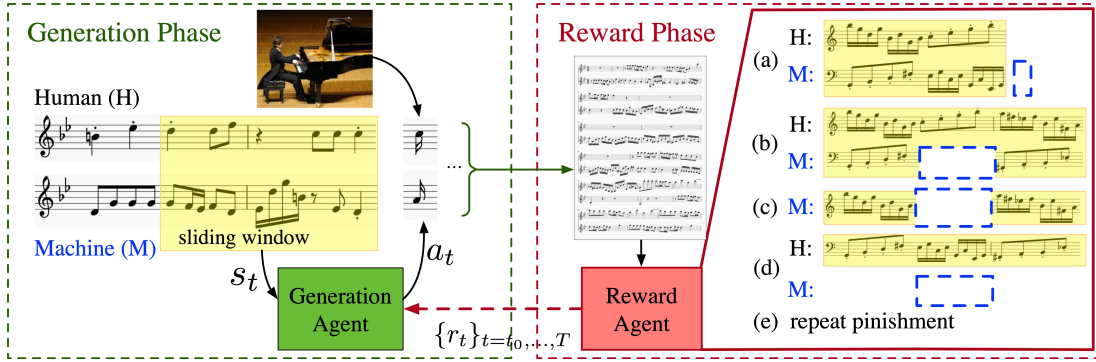 Generation Phase
Human (H)
Machine (M)
sliding window
...
s_t
a_t
Generation
Agent
{r_t}_{t=t_0,...,T}
Reward Phase
Reward
Agent
(a)
H:
M:
(b)
H:
M:
(c)
M:
(d)
H:
M:
(e) repeat pinishment